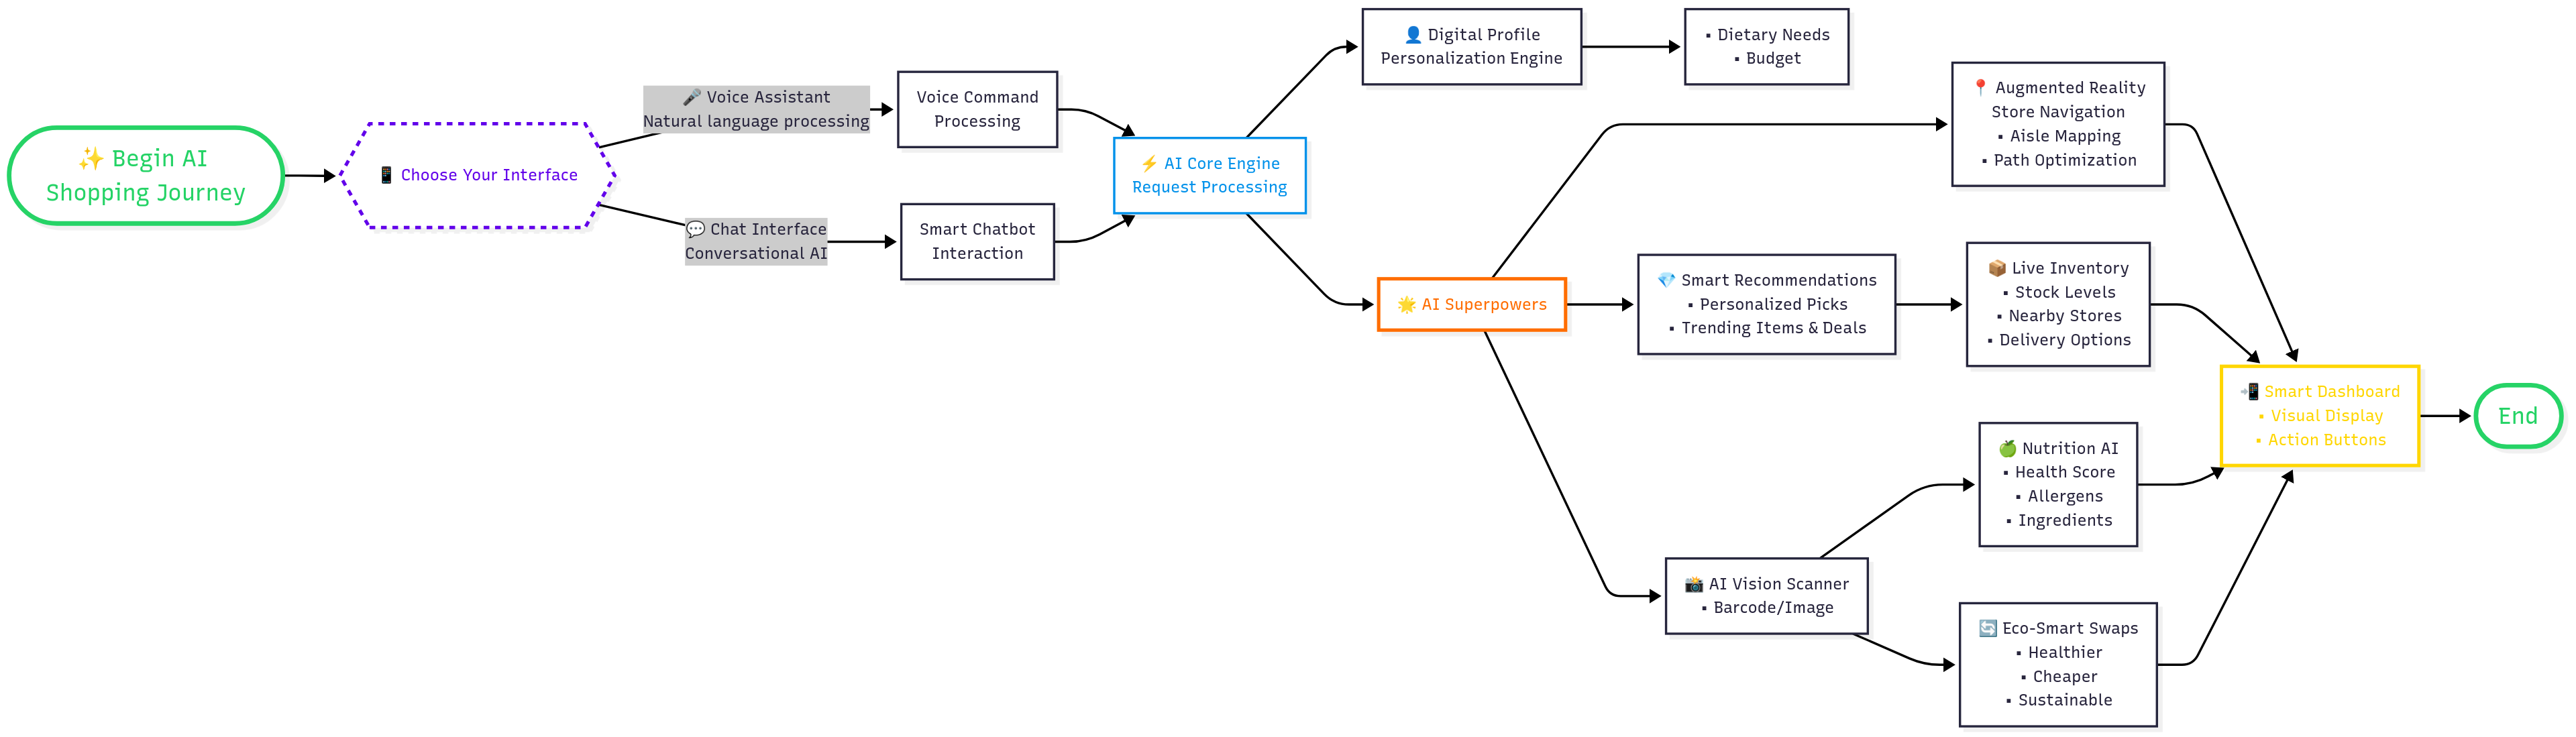 ✨ Begin AI
Shopping Journey
📱 Choose Your Interface
🎤 Voice Assistant
Natural language processing
💬 Chat Interface
Conversational AI
Voice Command
Processing
Smart Chatbot
Interaction
⚡ AI Core Engine
Request Processing
👤 Digital Profile
Personalization Engine
▪ Dietary Needs
▪ Budget
🌟 AI Superpowers
📍 Augmented Reality
Store Navigation
▪ Aisle Mapping
▪ Path Optimization
💎 Smart Recommendations
▪ Personalized Picks
▪ Trending Items & Deals
📦 Live Inventory
▪ Stock Levels
▪ Nearby Stores
▪ Delivery Options
📸 AI Vision Scanner
▪ Barcode/Image
🍏 Nutrition AI
▪ Health Score
▪ Allergens
▪ Ingredients
🔄 Eco-Smart Swaps
▪ Healthier
▪ Cheaper
▪ Sustainable
📲 Smart Dashboard
▪ Visual Display
▪ Action Buttons
End